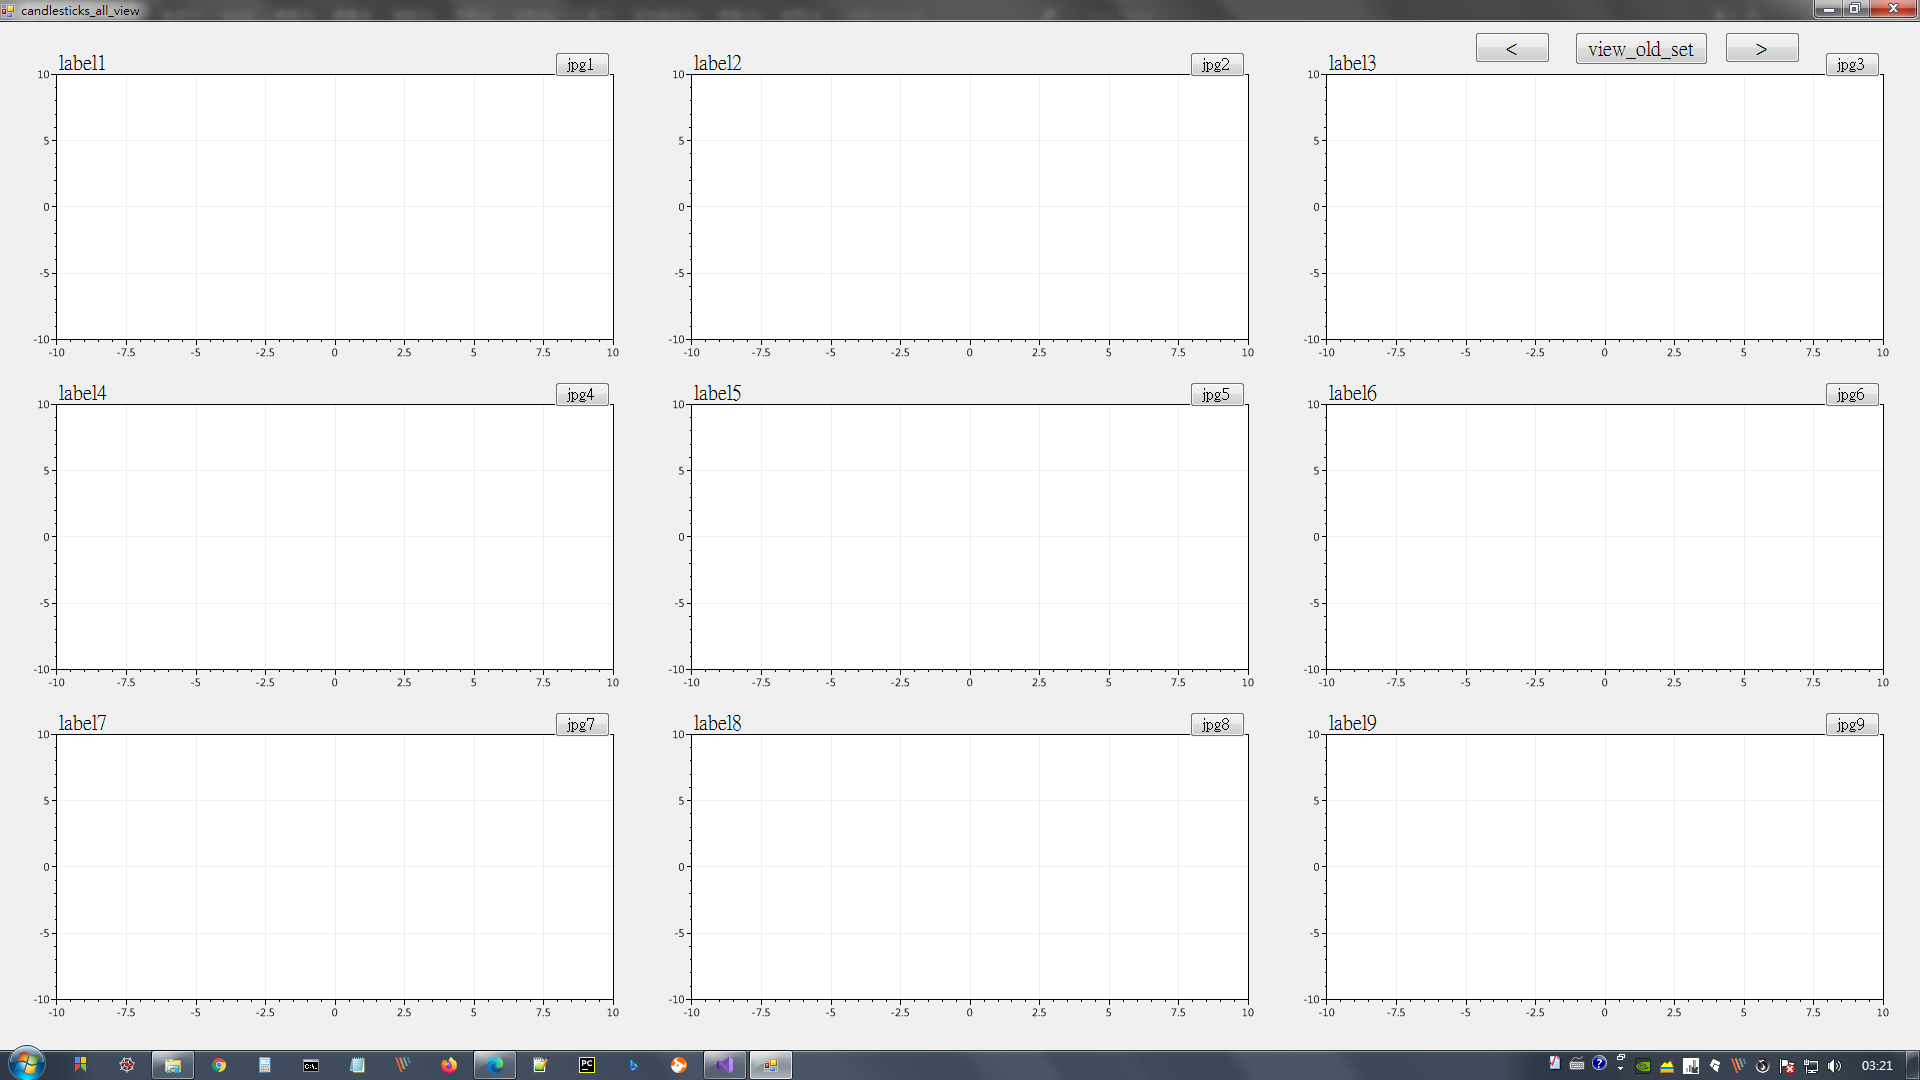 candlesticks_all_view
< view_old_set >
label1 jpg1 label2 jpg2 label3 jpg3
10 10 10
5 5 5
0 0 0
-5 -5 -5
-10 -10 -10
-10 -7.5 -5 -2.5 0 2.5 5 7.5 10 -10 -7.5 -5 -2.5 0 2.5 5 7.5 10 -10 -7.5 -5 -2.5 0 2.5 5 7.5 10
label4 jpg4 label5 jpg5 label6 jpg6
10 10 10
5 5 5
0 0 0
-5 -5 -5
-10 -10 -10
-10 -7.5 -5 -2.5 0 2.5 5 7.5 10 -10 -7.5 -5 -2.5 0 2.5 5 7.5 10 -10 -7.5 -5 -2.5 0 2.5 5 7.5 10
label7 jpg7 label8 jpg8 label9 jpg9
10 10 10
5 5 5
0 0 0
-5 -5 -5
-10 -10 -10
-10 -7.5 -5 -2.5 0 2.5 5 7.5 10 -10 -7.5 -5 -2.5 0 2.5 5 7.5 10 -10 -7.5 -5 -2.5 0 2.5 5 7.5 10
C:\. PC 03:21